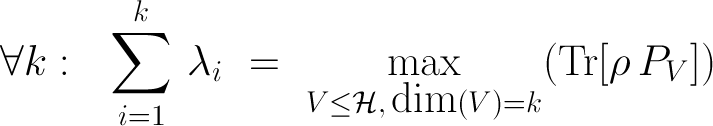 ∀k : ∑_{i=1}^{k} λ_i = max_{V≤ℋ, dim(V)=k} (Tr[ρ P_V])